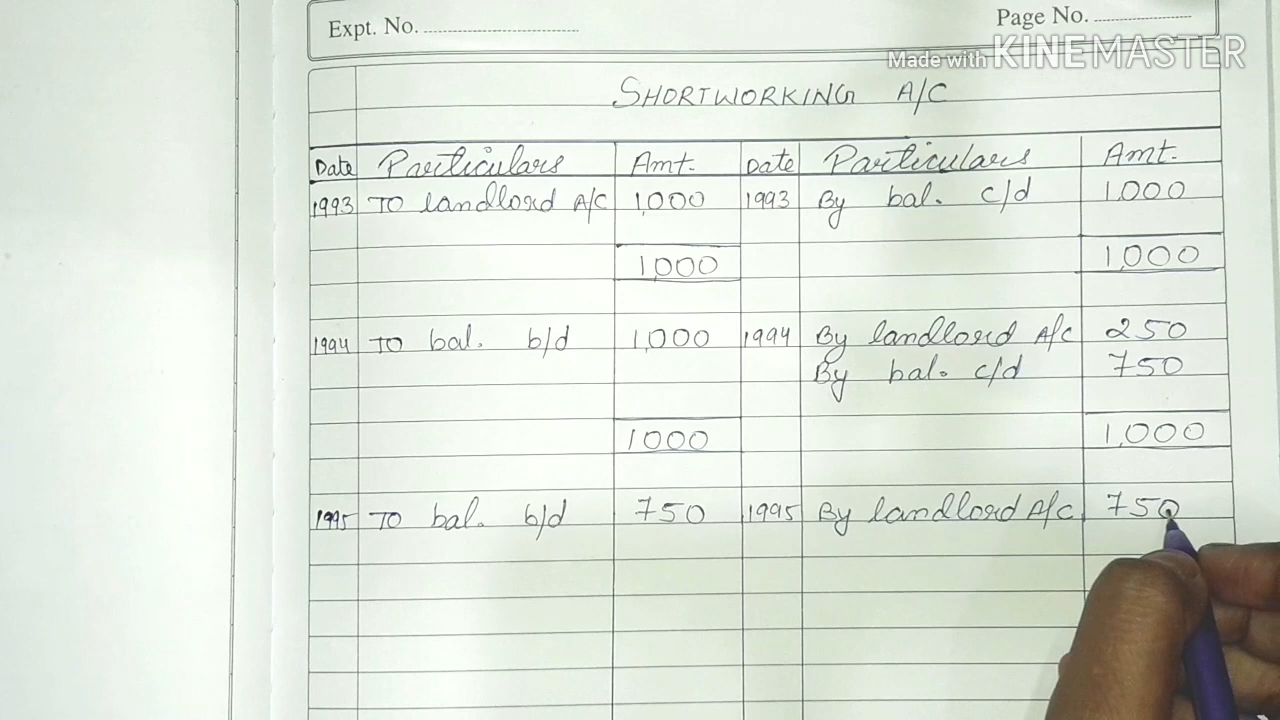 Expt. No.
Page No.
Made with KINEMASTER
SHORTWORKING A/C
Date Particulars Amt. Date Particulars Amt.
1993 To landlord A/C 1,000 1993 By bal. c/d 1,000
1,000 1,000
1994 To bal. b/d 1,000 1994 By landlord A/c 250
By bal. c/d 750
1000 1,000
1995 To bal. b/d 750 1995 By landlord A/c 750